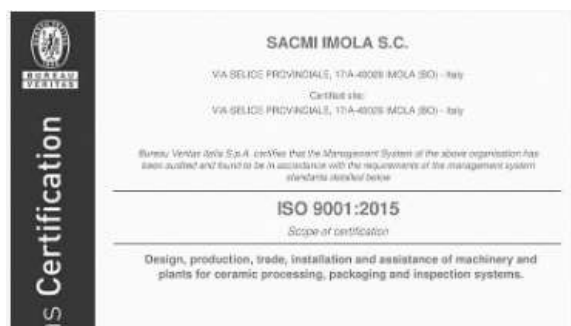 BUREAU
VERITAS
s Certification
SACMI IMOLA S.C.
VIA SELICE PROVINCIALE, 17/A-40026 IMOLA (BO) - Italy
Certified site:
VIA SELICE PROVINCIALE, 17/A-40026 IMOLA (BO) - Italy
Bureau Veritas Italia S.p.A. certifies that the Management System of the above organisation has
been audited and found to be in accordance with the requirements of the management system
standards detailed below
ISO 9001:2015
Scope of certification
Design, production, trade, installation and assistance of machinery and
plants for ceramic processing, packaging and inspection systems.